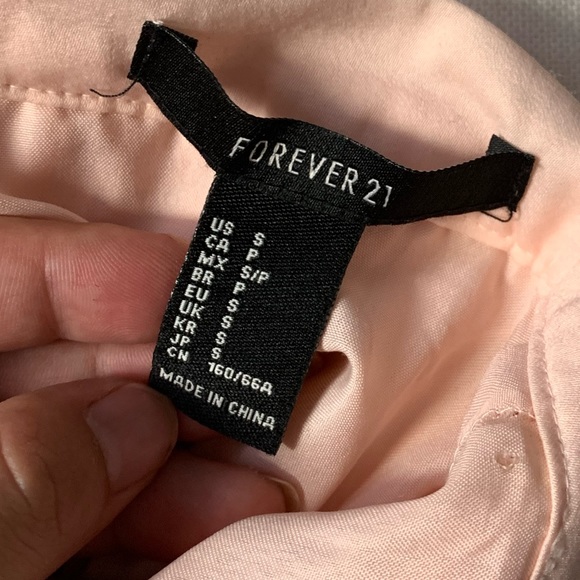 FOREVER 21
US S
CA P
MX S/P
BR P
EU S
UK S
KR S
JP S
CN 160/66A
MADE IN CHINA